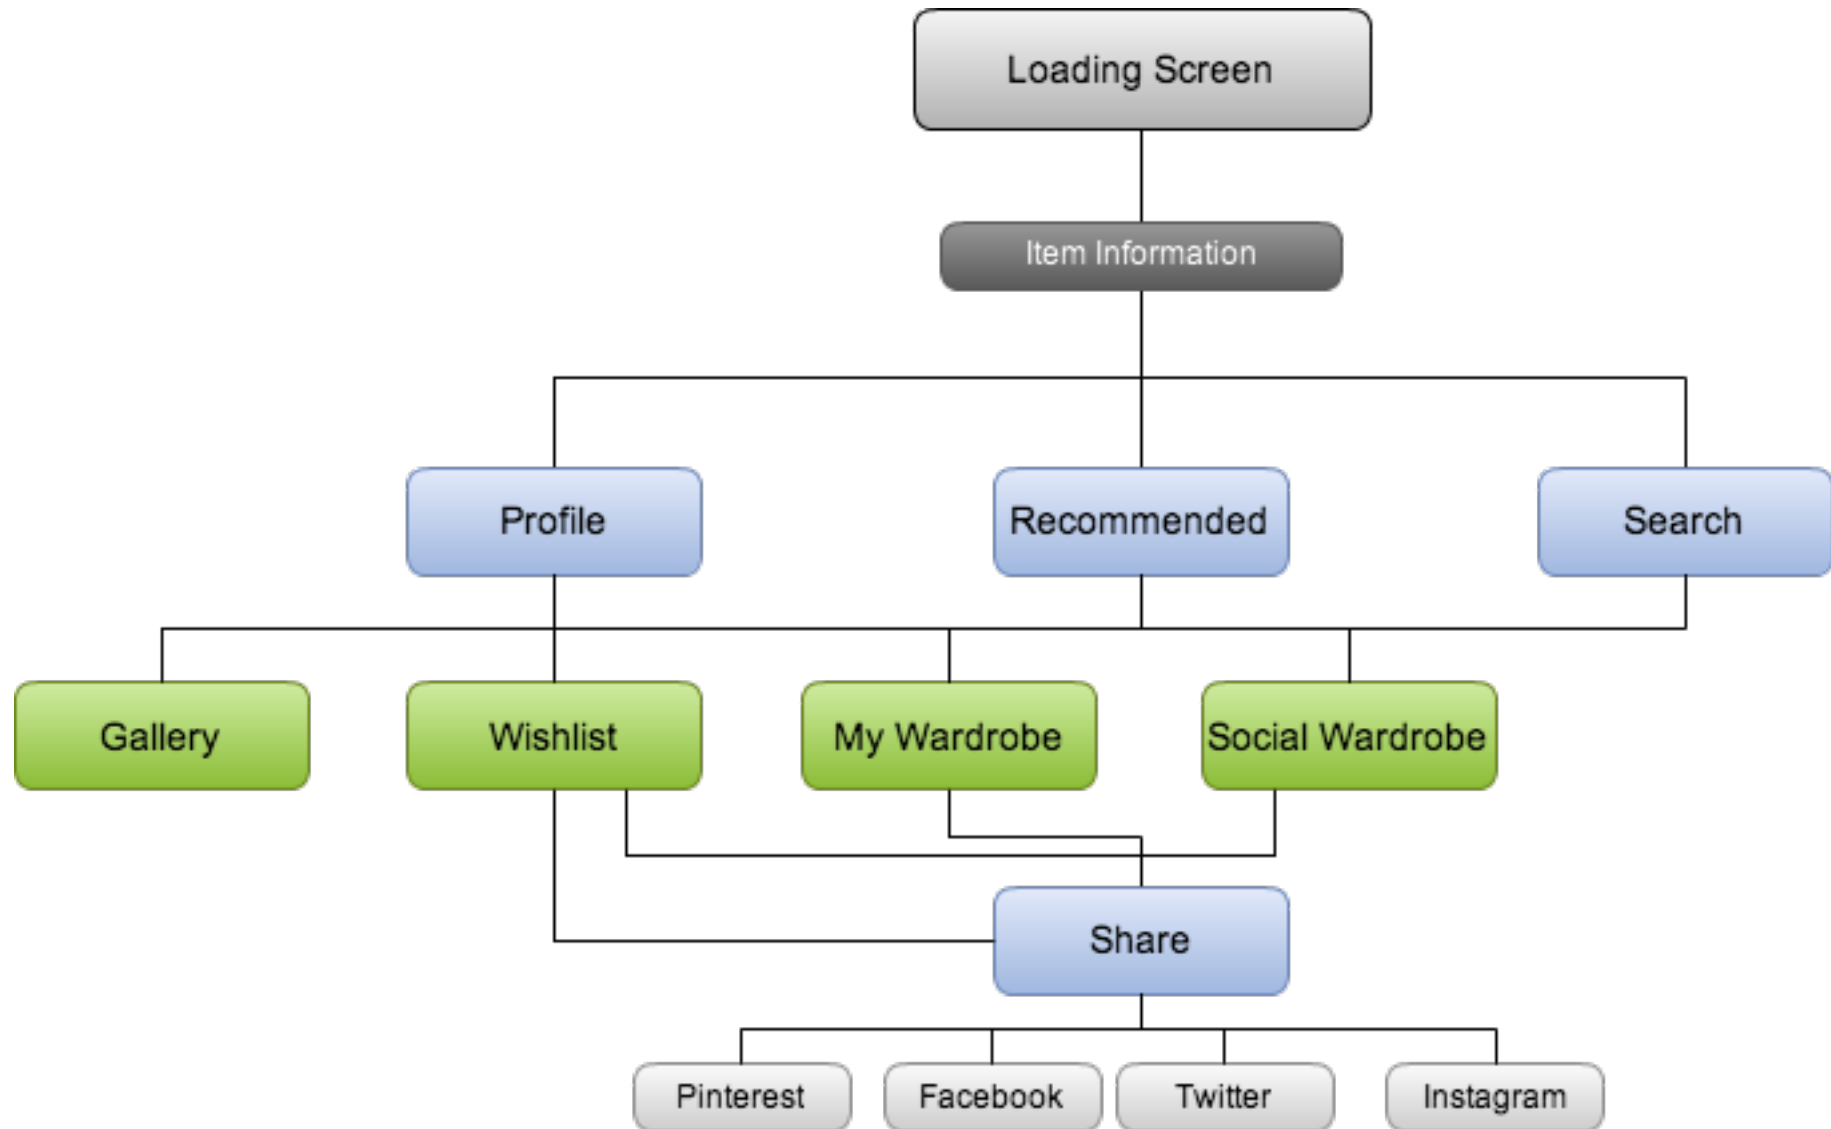 Loading Screen
Item Information
Profile
Recommended
Search
Gallery
Wishlist
My Wardrobe
Social Wardrobe
Share
Pinterest
Facebook
Twitter
Instagram